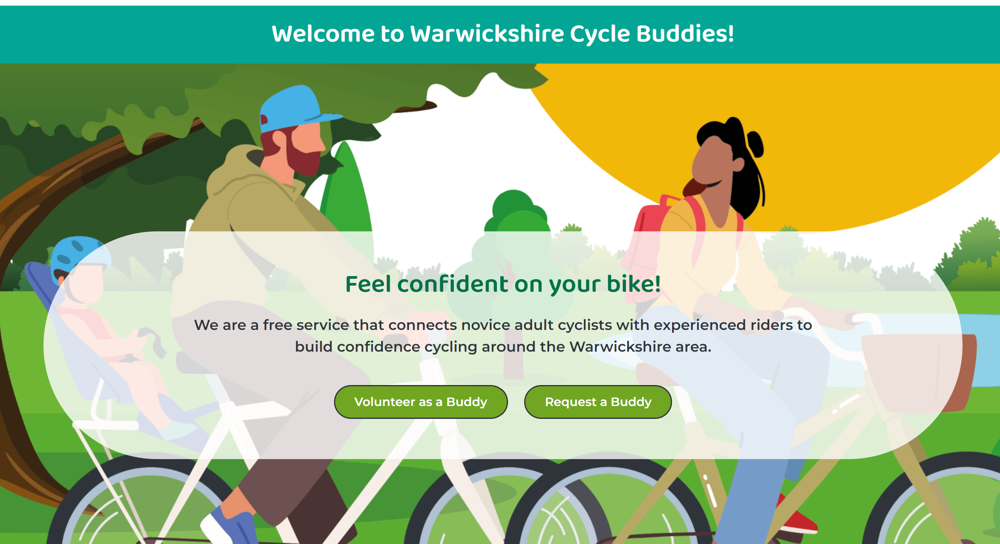 Welcome to Warwickshire Cycle Buddies!
Feel confident on your bike!
We are a free service that connects novice adult cyclists with experienced riders to
build confidence cycling around the Warwickshire area.
Volunteer as a Buddy
Request a Buddy